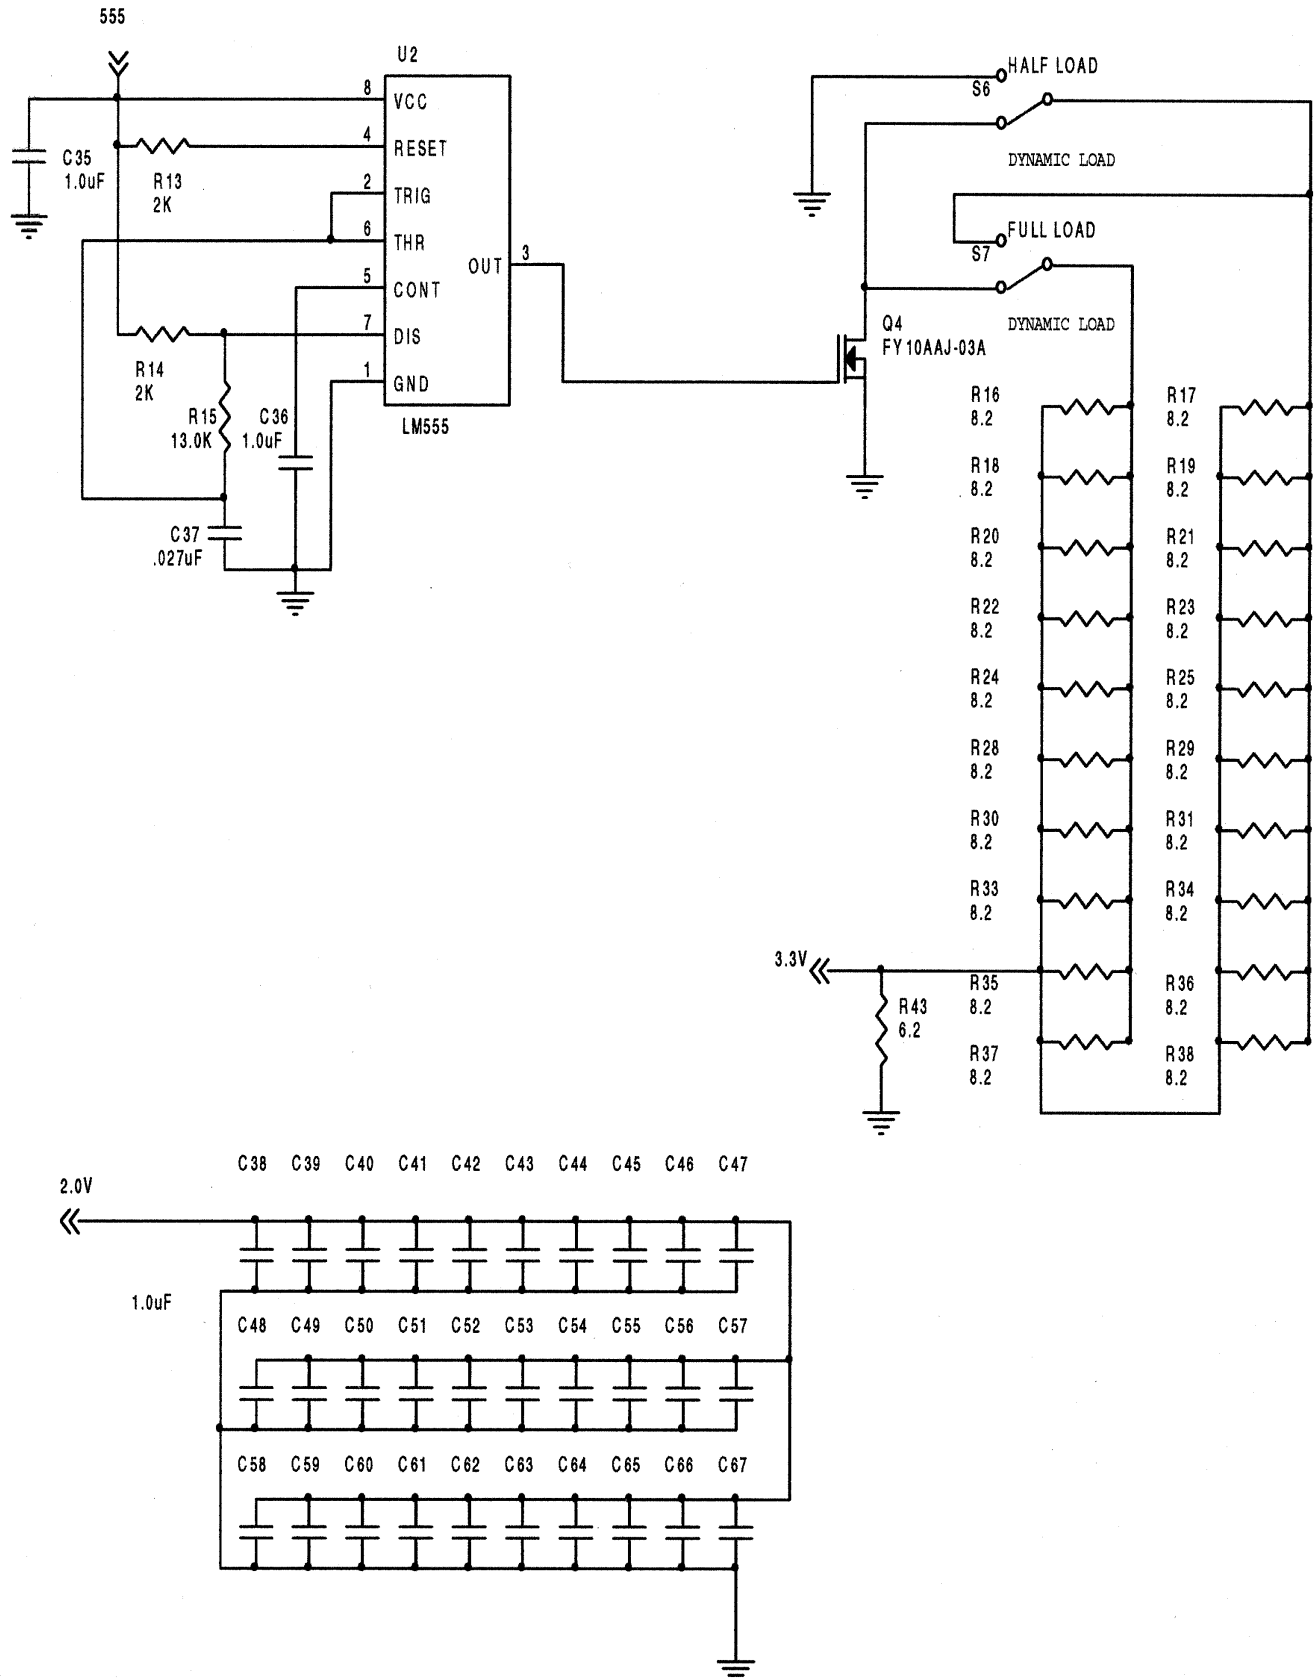 555
U2
8
VCC
4
RESET
2
TRIG
6
THR
5
CONT
7
DIS
1
GND
OUT
3
LM555
C35
1.0uF
R13
2K
R14
2K
R15
13.0K
C36
1.0uF
C37
.027uF
HALF LOAD
S6
DYNAMIC LOAD
FULL LOAD
S7
DYNAMIC LOAD
Q4
FY10AAJ-03A
R16
8.2
R17
8.2
R18
8.2
R19
8.2
R20
8.2
R21
8.2
R22
8.2
R23
8.2
R24
8.2
R25
8.2
R28
8.2
R29
8.2
R30
8.2
R31
8.2
R33
8.2
R34
8.2
3.3V
R43
6.2
R35
8.2
R36
8.2
R37
8.2
R38
8.2
C38 C39 C40 C41 C42 C43 C44 C45 C46 C47
2.0V
1.0uF
C48 C49 C50 C51 C52 C53 C54 C55 C56 C57
C58 C59 C60 C61 C62 C63 C64 C65 C66 C67